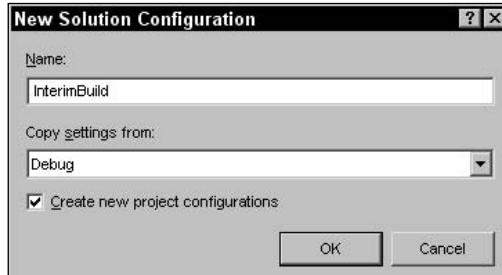 New Solution Configuration ? X
Name:
InterimBuild
Copy settings from:
Debug
Create new project configurations
OK Cancel